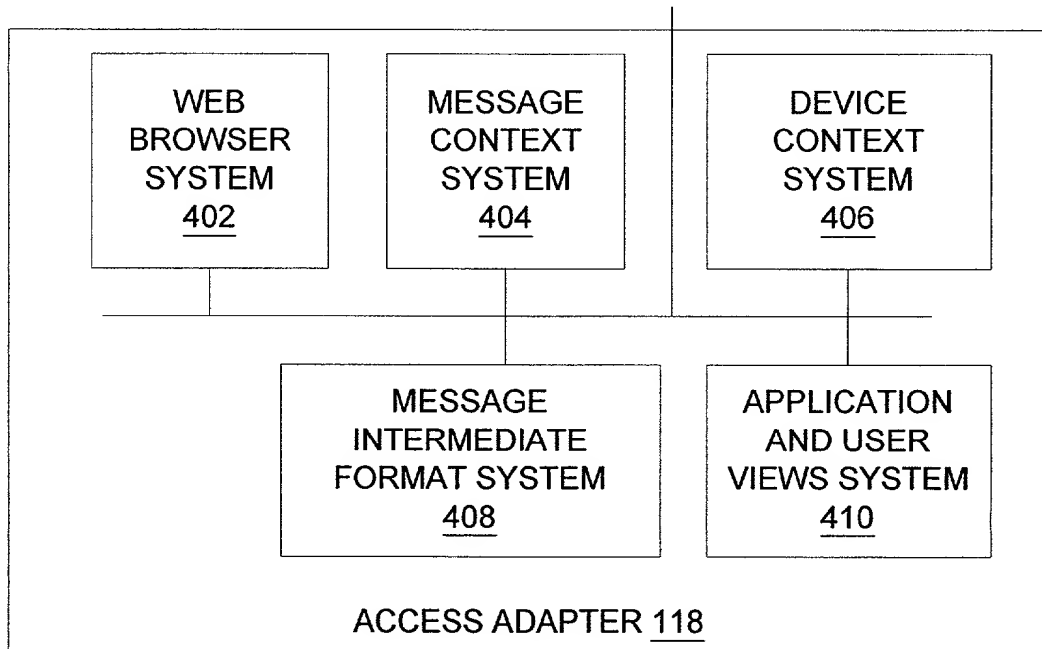 WEB
BROWSER
SYSTEM
402
MESSAGE
CONTEXT
SYSTEM
404
DEVICE
CONTEXT
SYSTEM
406
MESSAGE
INTERMEDIATE
FORMAT SYSTEM
408
APPLICATION
AND USER
VIEWS SYSTEM
410
ACCESS ADAPTER 118